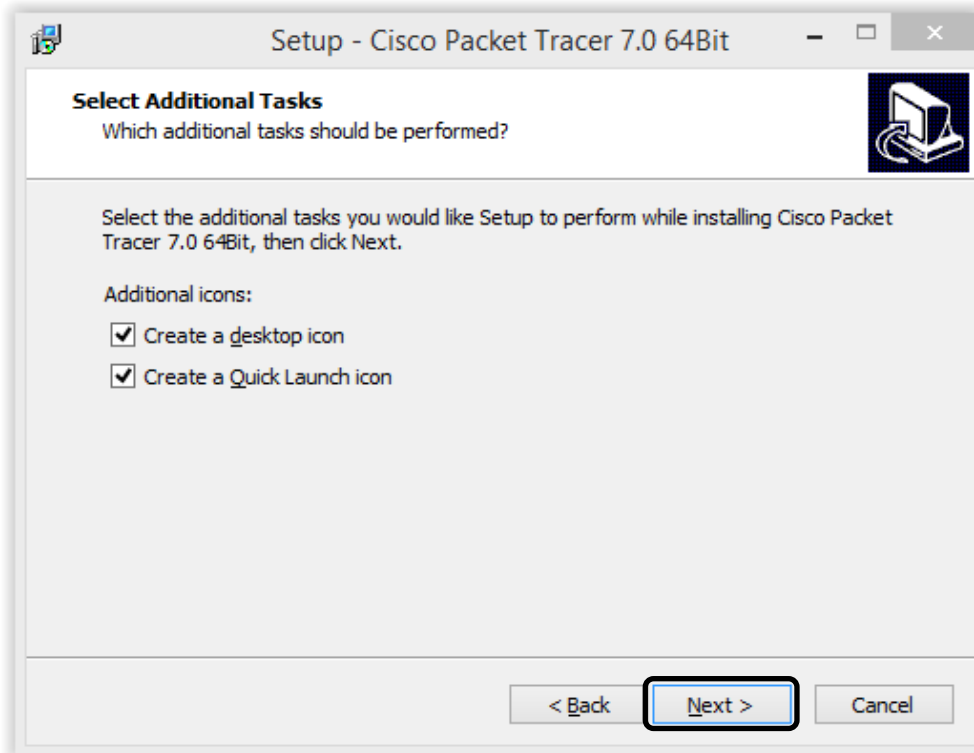 Setup - Cisco Packet Tracer 7.0 64Bit
Select Additional Tasks
Which additional tasks should be performed?
Select the additional tasks you would like Setup to perform while installing Cisco Packet
Tracer 7.0 64Bit, then click Next.
Additional icons:
Create a desktop icon
Create a Quick Launch icon
< Back Next > Cancel